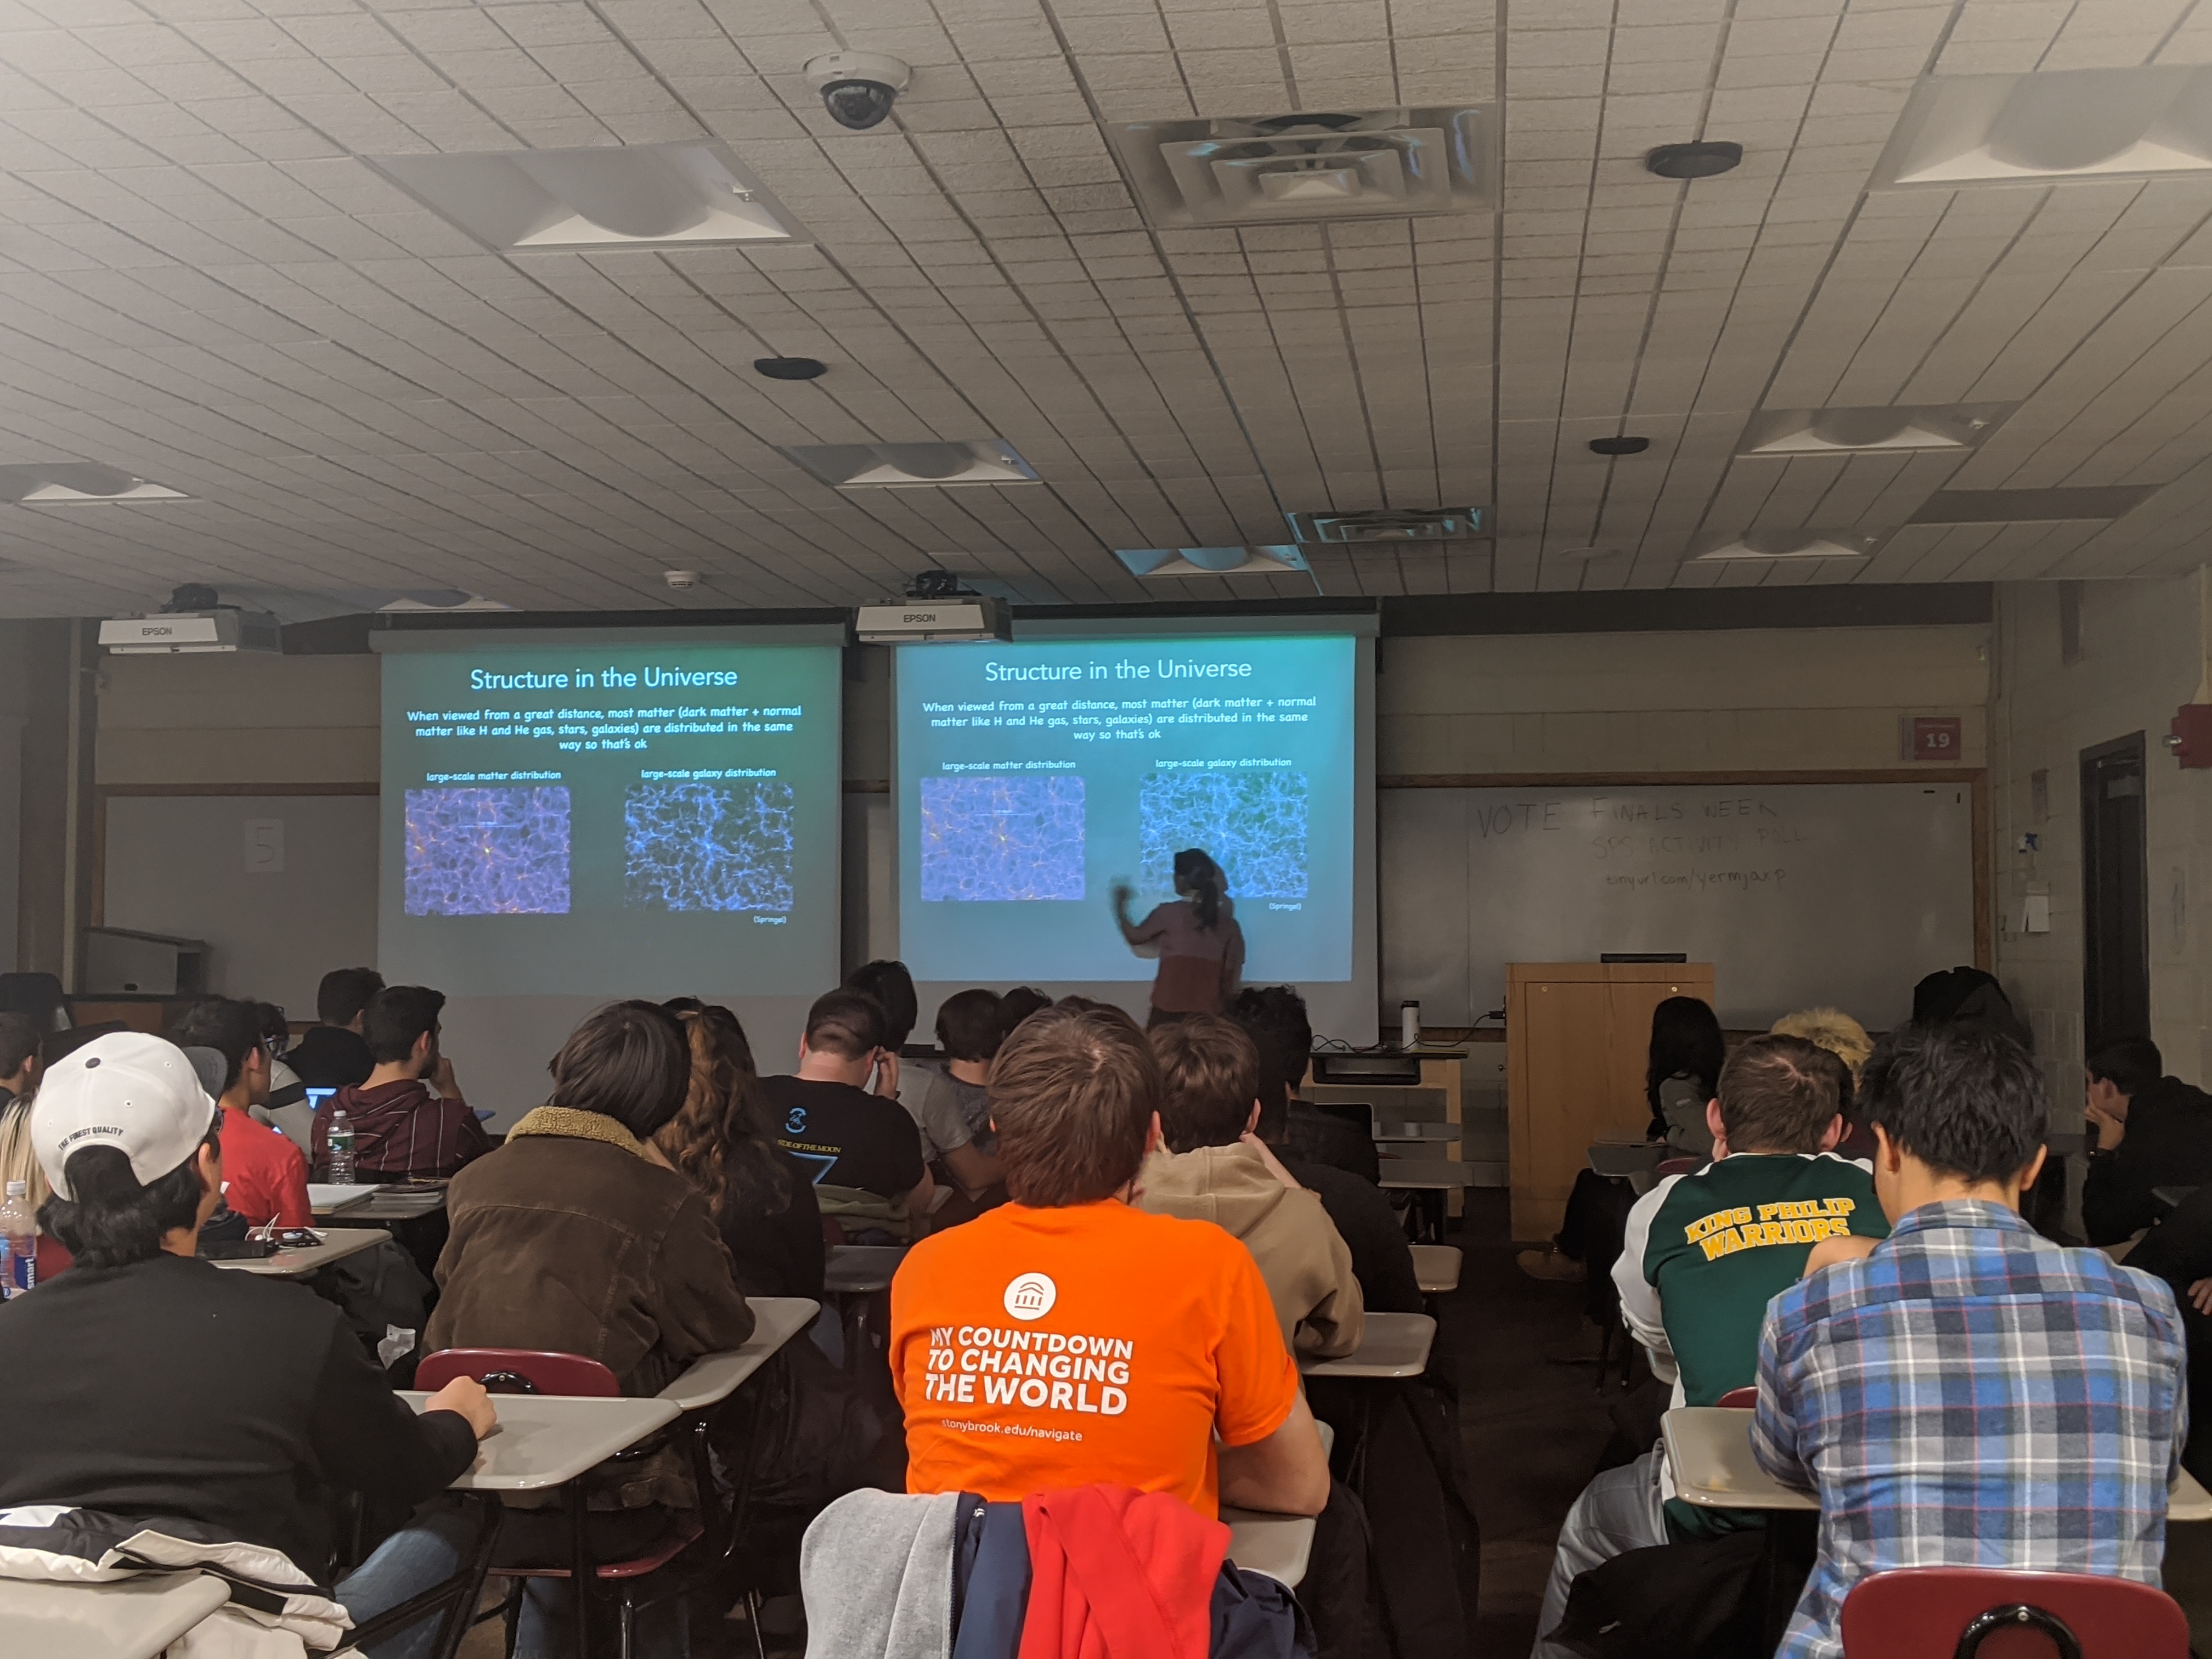 EPSON
EPSON
Structure in the Universe
When viewed from a great distance, most matter (dark matter + normal
matter like H and He gas, stars, galaxies) are distributed in the same
way so that's ok
large-scale matter distribution
large-scale galaxy distribution
(Springel)
Structure in the Universe
When viewed from a great distance, most matter (dark matter + normal
matter like H and He gas, stars, galaxies) are distributed in the same
way so that's ok
large-scale matter distribution
large-scale galaxy distribution
(Springel)
19
5
VOTE FINALS WEEK
SPS ACTIVITY POLL
tinyurl.com/yermjaxp
THE FINEST QUALITY
SIDE OF THE MOON
KING PHILIP
WARRIORS
smart
MY COUNTDOWN
TO CHANGING
THE WORLD
stonybrook.edu/navigate